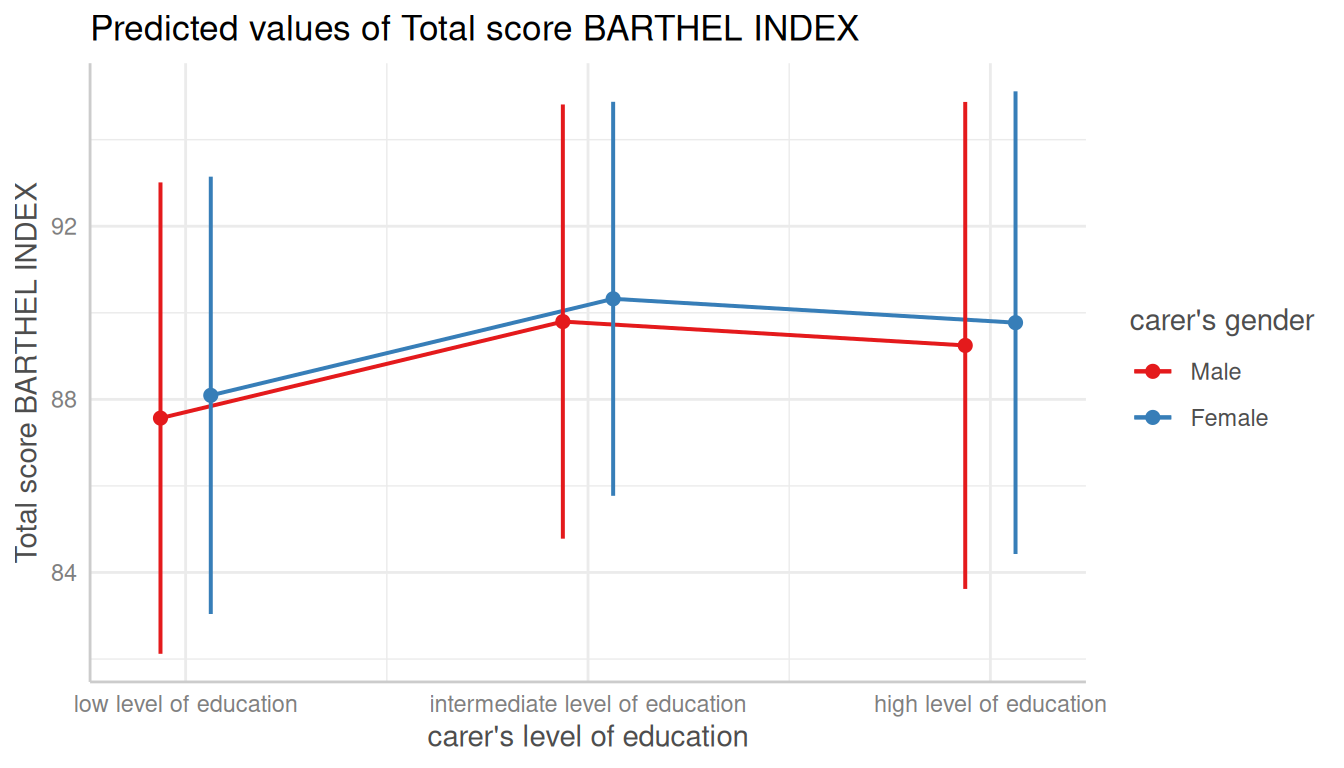 Predicted values of Total score BARTHEL INDEX
Total score BARTHEL INDEX
92
88
84
low level of education
intermediate level of education
high level of education
carer's level of education
carer's gender
Male
Female